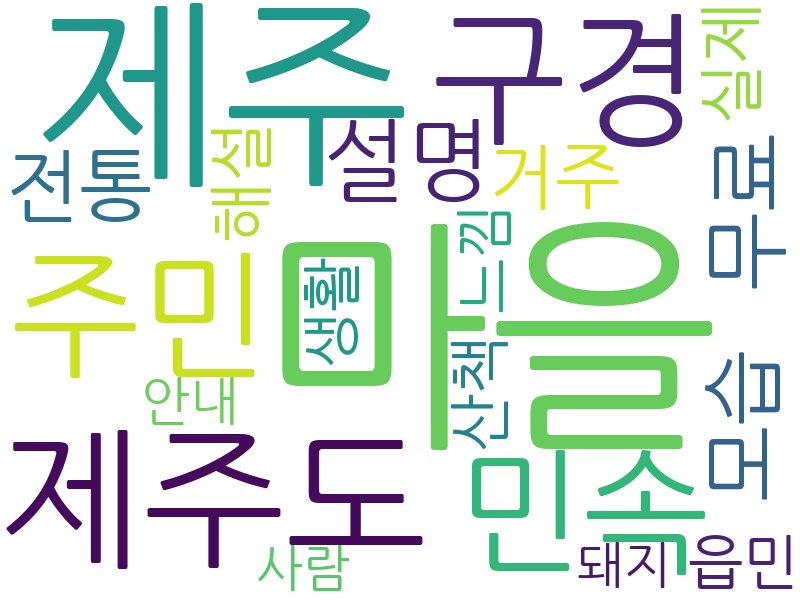 제주
구경
실제
전통
해설
설명
거주
무료
주민
마을
생활
느낌
산책
모습
안내
제주도
민속
사람
돼지
읍민